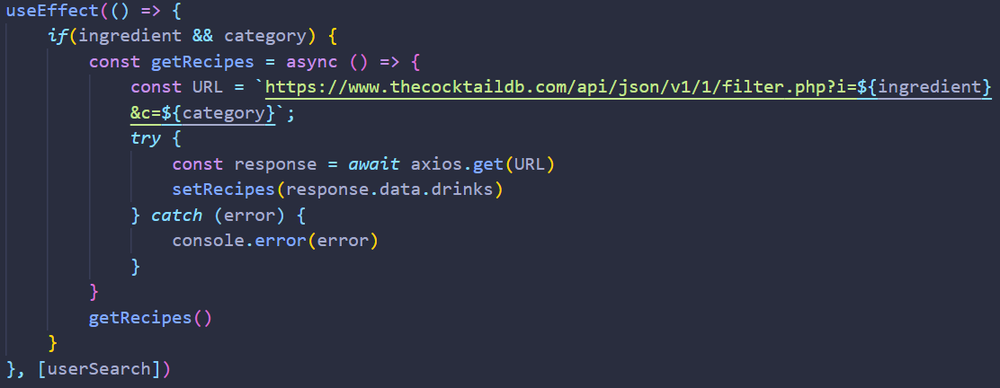 useEffect(() => {
    if(ingredient && category) {
        const getRecipes = async () => {
            const URL = `https://www.thecocktaildb.com/api/json/v1/1/filter.php?i=${ingredient}
            &c=${category}`;
            try {
                const response = await axios.get(URL)
                setRecipes(response.data.drinks)
            } catch (error) {
                console.error(error)
            }
        }
        getRecipes()
    }
}, [userSearch])